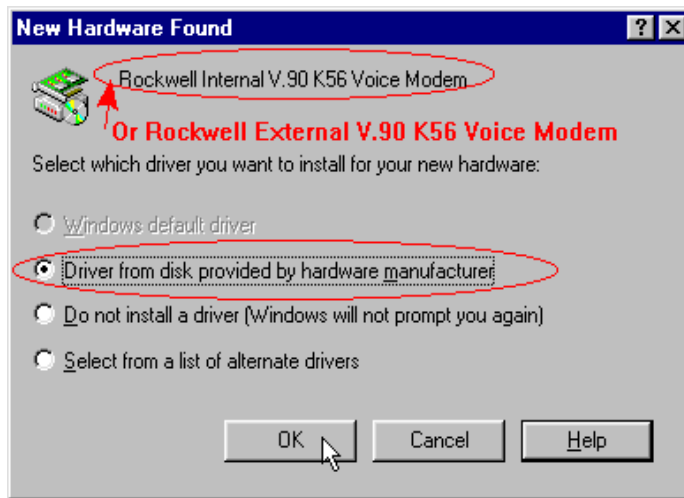 New Hardware Found
Rockwell Internal V.90 K56 Voice Modem
Or Rockwell External V.90 K56 Voice Modem
Select which driver you want to install for your new hardware:
Windows default driver
Driver from disk provided by hardware manufacturer
Do not install a driver (Windows will not prompt you again)
Select from a list of alternate drivers
OK Cancel Help